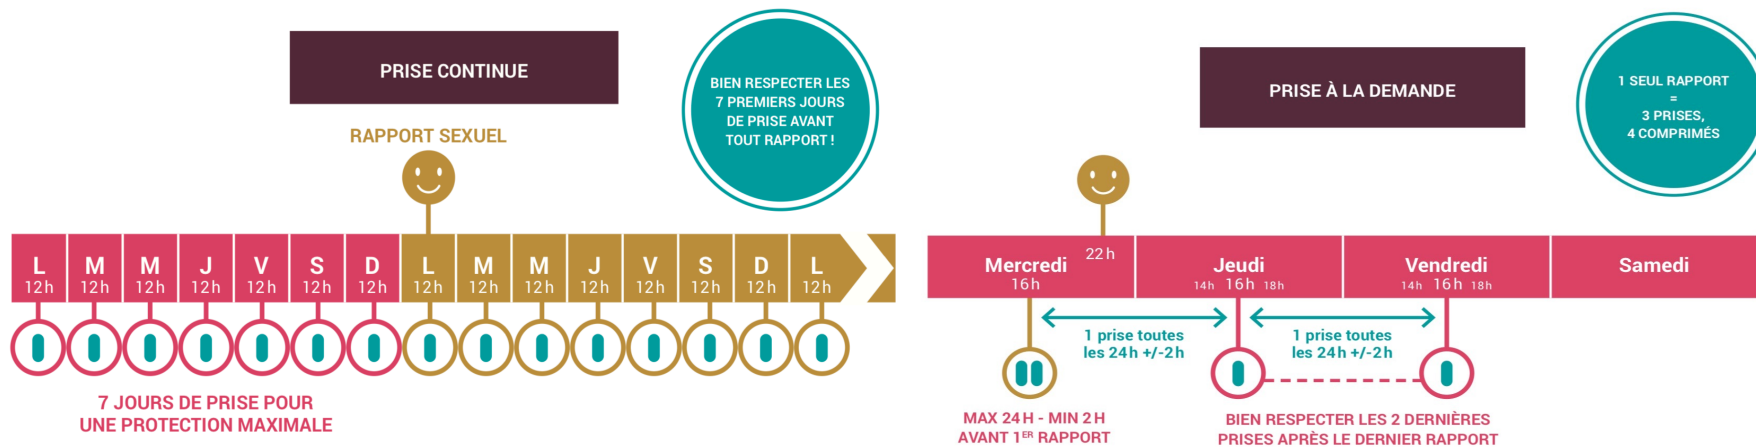 PRISE CONTINUE
BIEN RESPECTER LES
7 PREMIERS JOURS
DE PRISE AVANT
TOUT RAPPORT !
RAPPORT SEXUEL
L M M J V S D L M M J V S D L
12h 12h 12h 12h 12h 12h 12h 12h 12h 12h 12h 12h 12h 12h 12h
7 JOURS DE PRISE POUR
UNE PROTECTION MAXIMALE
PRISE À LA DEMANDE
1 SEUL RAPPORT
=
3 PRISES,
4 COMPRIMÉS
22h
Mercredi Jeudi Vendredi Samedi
16h 14h 16h 18h 14h 16h 18h
1 prise toutes
les 24h +/-2h
1 prise toutes
les 24h +/-2h
MAX 24H - MIN 2H
AVANT 1ER RAPPORT
BIEN RESPECTER LES 2 DERNIÈRES
PRISES APRÈS LE DERNIER RAPPORT